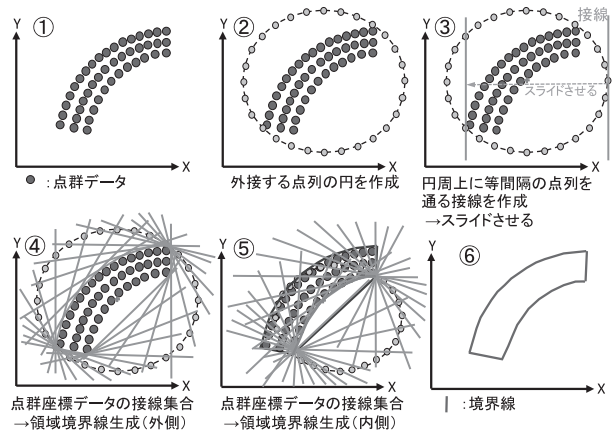 ①
Y
X
：点群データ
②
Y
X
外接する点列の円を作成
③
接線
スライドさせる
Y
X
円周上に等間隔の点列を
通る接線を作成
→スライドさせる
④
Y
X
点群座標データの接線集合
→領域境界線生成（外側）
⑤
Y
X
点群座標データの接線集合
→領域境界線生成（内側）
⑥
Y
X
：境界線